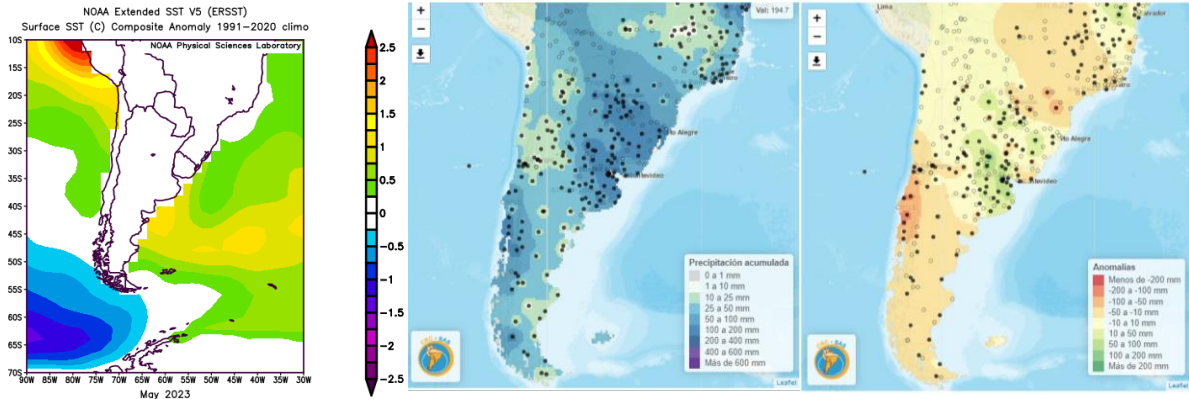 NOAA Extended SST V5 (ERSST)
Surface SST (C) Composite Anomaly 1991-2020 climo
NOAA Physical Sciences Laboratory
10S
15S
20S
25S
30S
35S
40S
45S
50S
55S
60S
65S
70S
90W 85W 80W 75W 70W 65W 60W 55W 50W 45W 40W 35W 30W
May 2023
2.5
2
1.5
1
0.5
0
-0.5
-1
-1.5
-2
-2.5
+
−
Val: 194.7
Montevideo
Precipitación acumulada
0 a 1 mm
1 a 10 mm
10 a 25 mm
25 a 50 mm
50 a 100 mm
100 a 200 mm
200 a 400 mm
400 a 600 mm
Más de 600 mm
CRC-SAS
Leaflet
+
−
Lima
Porto Alegre
Montevideo
Anomalías
Menos de -200 mm
-200 a -100 mm
-100 a -50 mm
-50 a -10 mm
-10 a 10 mm
10 a 50 mm
50 a 100 mm
100 a 200 mm
Más de 200 mm
CRC-SAS
Leaflet